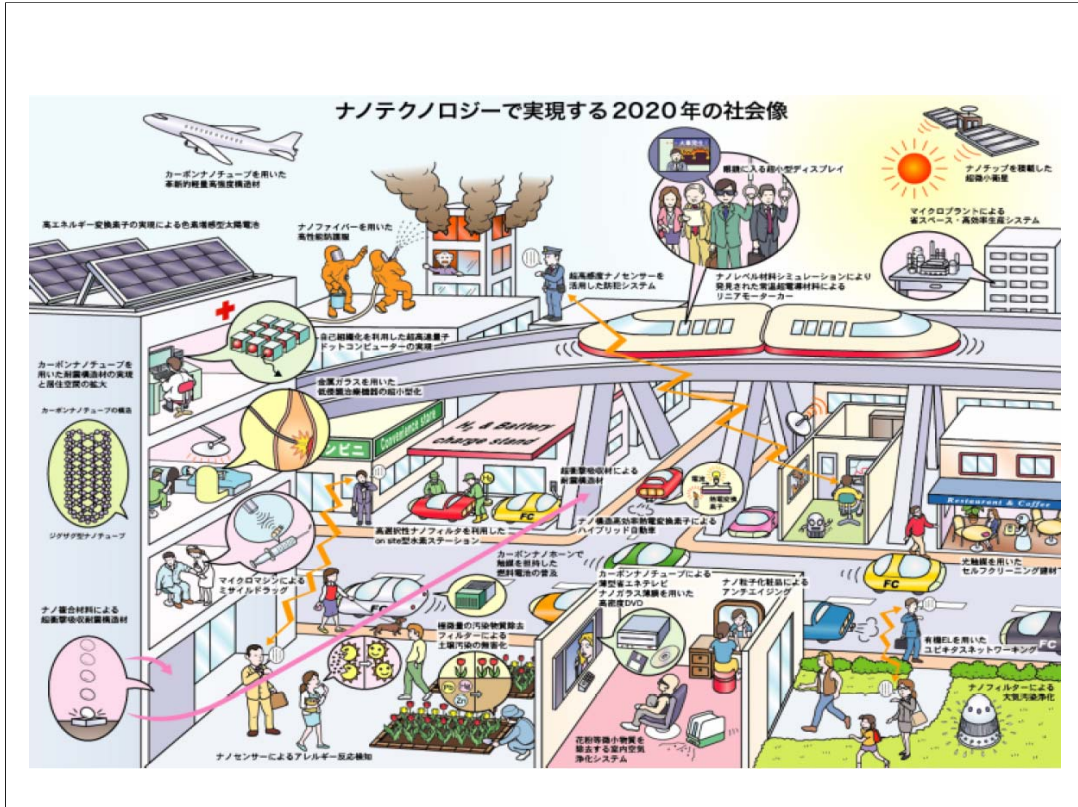 ナノテクノロジーで実現する2020年の社会像
カーボンナノチューブを用いた
革新的軽量高強度構造材
眼鏡に入る超小型ディスプレイ
ナノチップを積載した
超微小衛星
高エネルギー変換素子の実現による色素増感型太陽電池
ナノファイバーを用いた
高性能防護服
マイクロプラントによる
省スペース・高効率生産システム
超高感度ナノセンサーを
活用した防犯システム
ナノレベル材料シミュレーションにより
発見された常温超電導材料による
リニアモーターカー
自己組織化を利用した超高速量子
ドットコンピューターの実現
カーボンナノチューブを
用いた耐震構造材の実現
と居住空間の拡大
金属ガラスを用いた
低侵襲治療機器の超小型化
カーボンナノチューブの構造
ンビニ
Convenience store
H₂ & Battery
charge stand
超衝撃吸収材による
耐震構造材
電池
熱電変換
素子
Restaurant & Coffee
H₂
FC
FC
ジグザグ型ナノチューブ
高選択性ナノフィルタを利用した
on site型水素ステーション
ナノ構造高効率熱電変換素子による
ハイブリッド自動車
カーボンナノホーンで
触媒を担持した
燃料電池の普及
光触媒を用いた
セルフクリーニング建材
マイクロマシンによる
ミサイルドラッグ
カーボンナノチューブによる
薄型省エネテレビ
ナノガラス薄膜を用いた
高密度DVD
ナノ粒子化粧品による
アンチエイジング
FC
FC
ナノ複合材料による
超衝撃吸収耐震構造材
極微量の汚染物質除去
フィルターによる
土壌汚染の無害化
FC
有機ELを用いた
ユビキタスネットワーキング
Pb
Hg
Zn
ナノフィルターによる
大気汚染浄化
花粉等微小物質を
除去する室内空気
浄化システム
ナノセンサーによるアレルギー反応検知